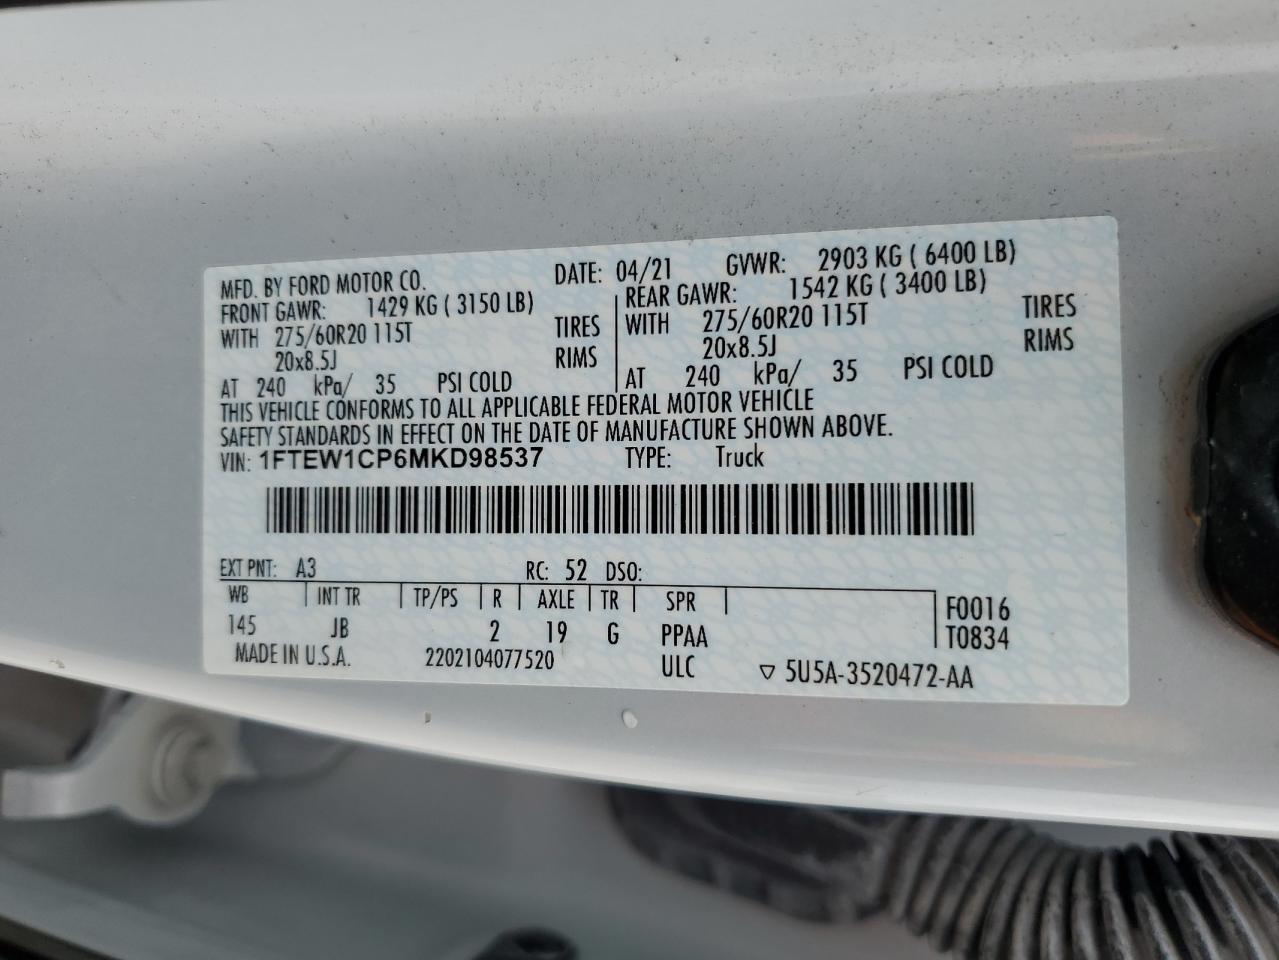 MFD. BY FORD MOTOR CO. DATE: 04/21 GVWR: 2903 KG ( 6400 LB)
FRONT GAWR: 1429 KG ( 3150 LB) REAR GAWR: 1542 KG ( 3400 LB)
WITH 275/60R20 115T TIRES WITH 275/60R20 115T TIRES
20x8.5J RIMS 20x8.5J RIMS
AT 240 kPa/ 35 PSI COLD AT 240 kPa/ 35 PSI COLD
THIS VEHICLE CONFORMS TO ALL APPLICABLE FEDERAL MOTOR VEHICLE
SAFETY STANDARDS IN EFFECT ON THE DATE OF MANUFACTURE SHOWN ABOVE.
VIN: 1FTEW1CP6MKD98537 TYPE: Truck
EXT PNT: A3 RC: 52 DSO:
WB INT TR TP/PS R AXLE TR SPR F0016
145 JB 2 19 G PPAA T0834
MADE IN U.S.A. 2202104077520 ULC ▽ 5U5A-3520472-AA